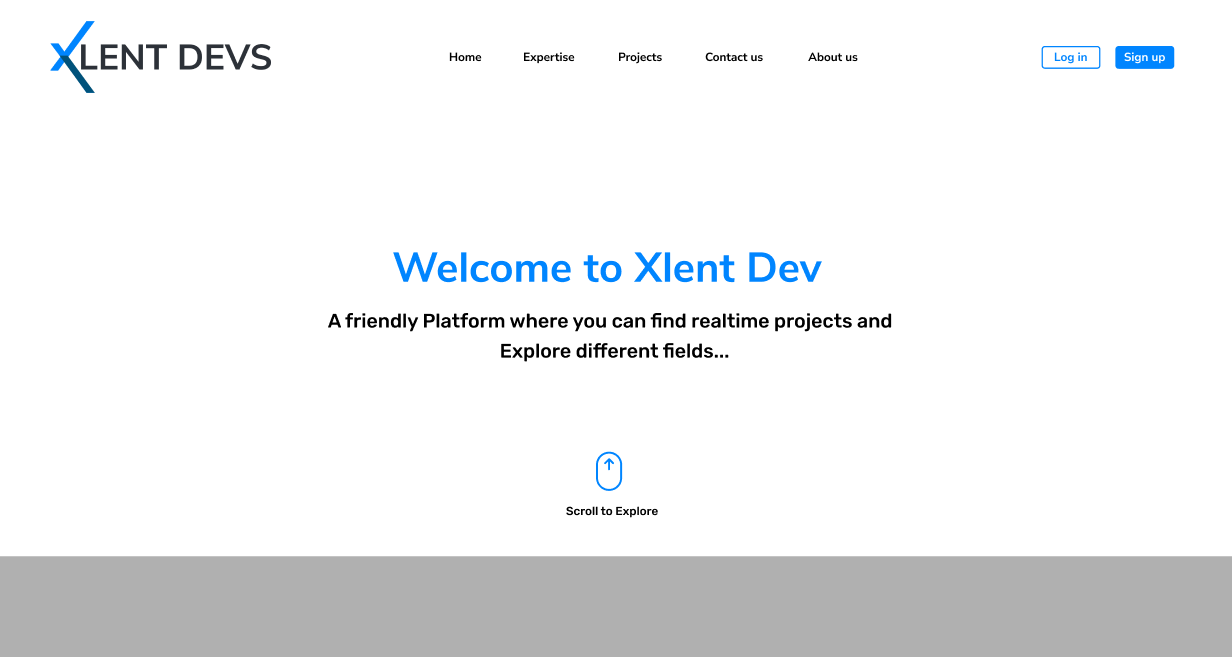 XLENT DEVS
Home Expertise Projects Contact us About us
Log in Sign up
Welcome to Xlent Dev
A friendly Platform where you can find realtime projects and
Explore different fields...
Scroll to Explore